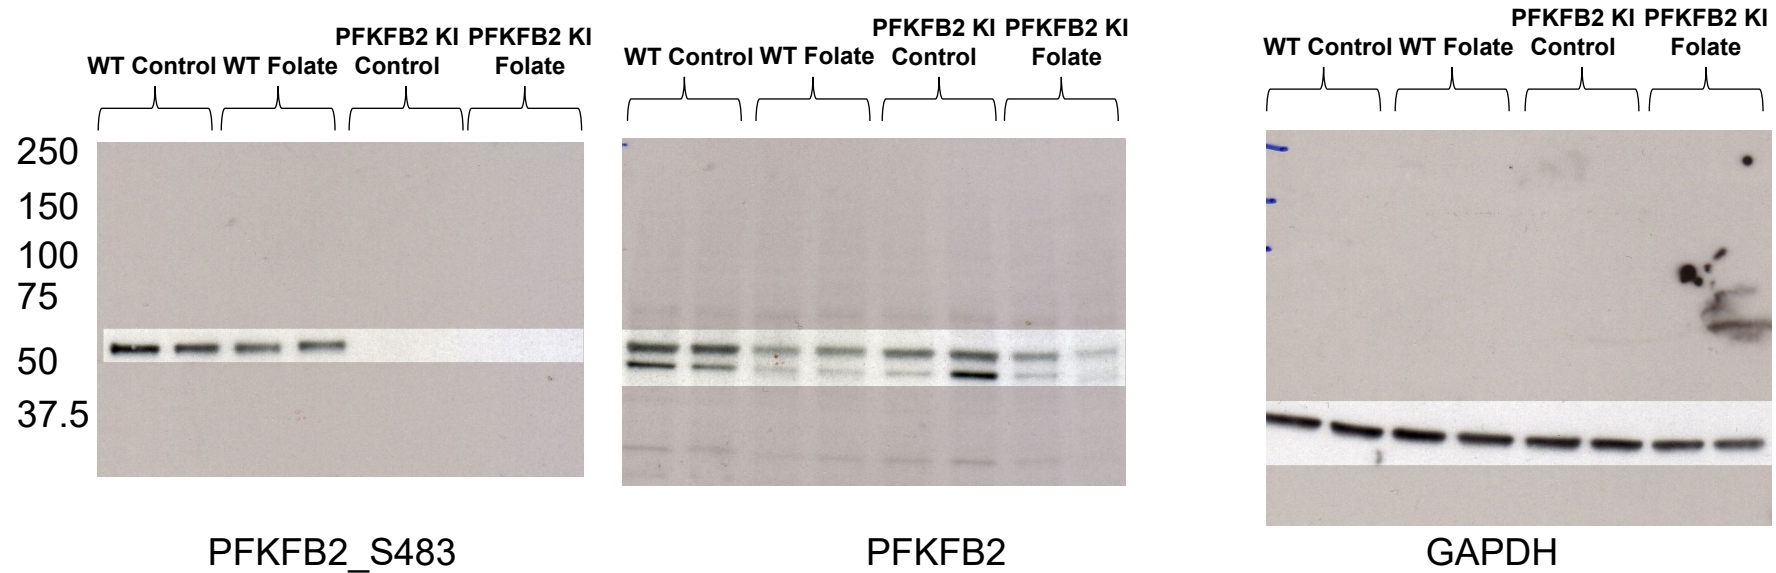 PFKFB2 KI PFKFB2 KI
WT Control WT Folate Control Folate
PFKFB2 KI PFKFB2 KI
WT Control WT Folate Control Folate
PFKFB2 KI PFKFB2 KI
WT Control WT Folate Control Folate
250
150
100
75
50
37.5
PFKFB2_S483
PFKFB2
GAPDH